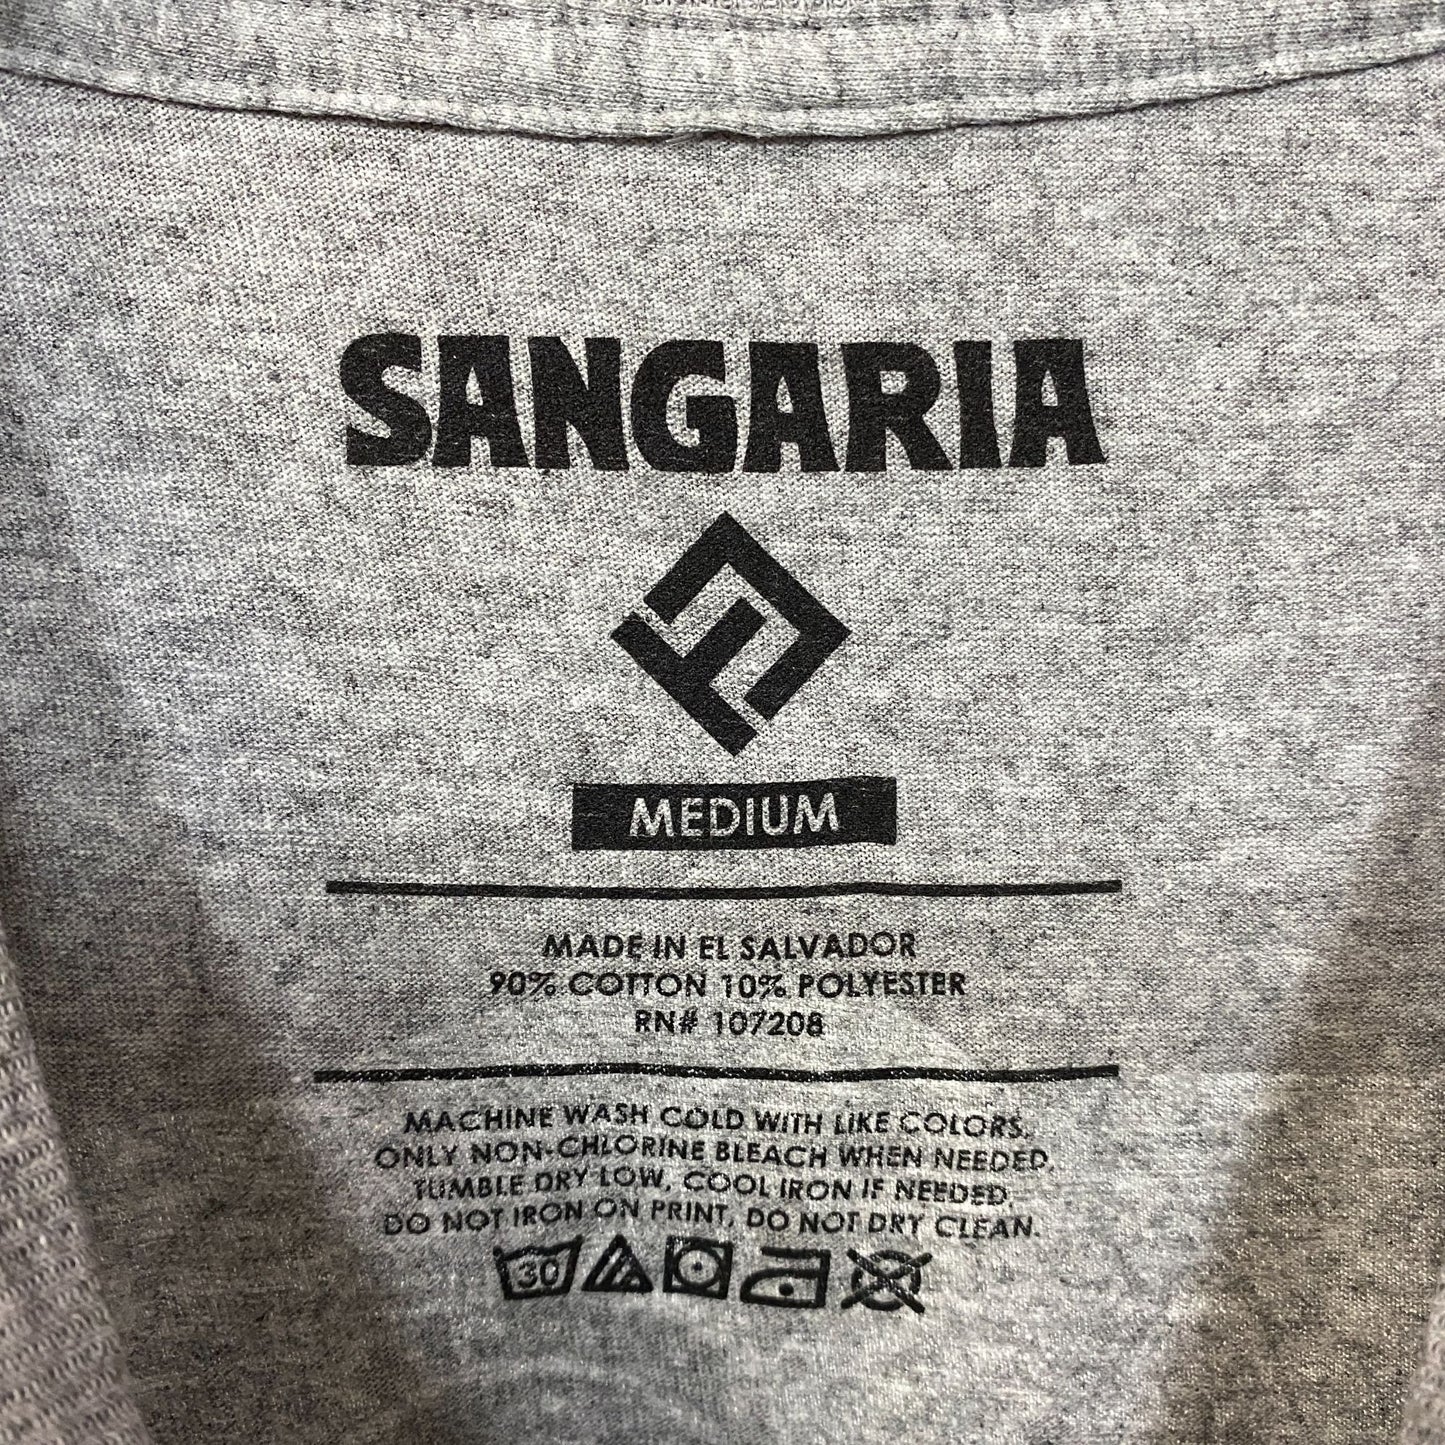 SANGARIA
MEDIUM
MADE IN EL SALVADOR
90% COTTON 10% POLYESTER
RN# 107208
MACHINE WASH COLD WITH LIKE COLORS.
ONLY NON-CHLORINE BLEACH WHEN NEEDED.
TUMBLE DRY LOW, COOL IRON IF NEEDED,
DO NOT IRON ON PRINT, DO NOT DRY CLEAN.
30